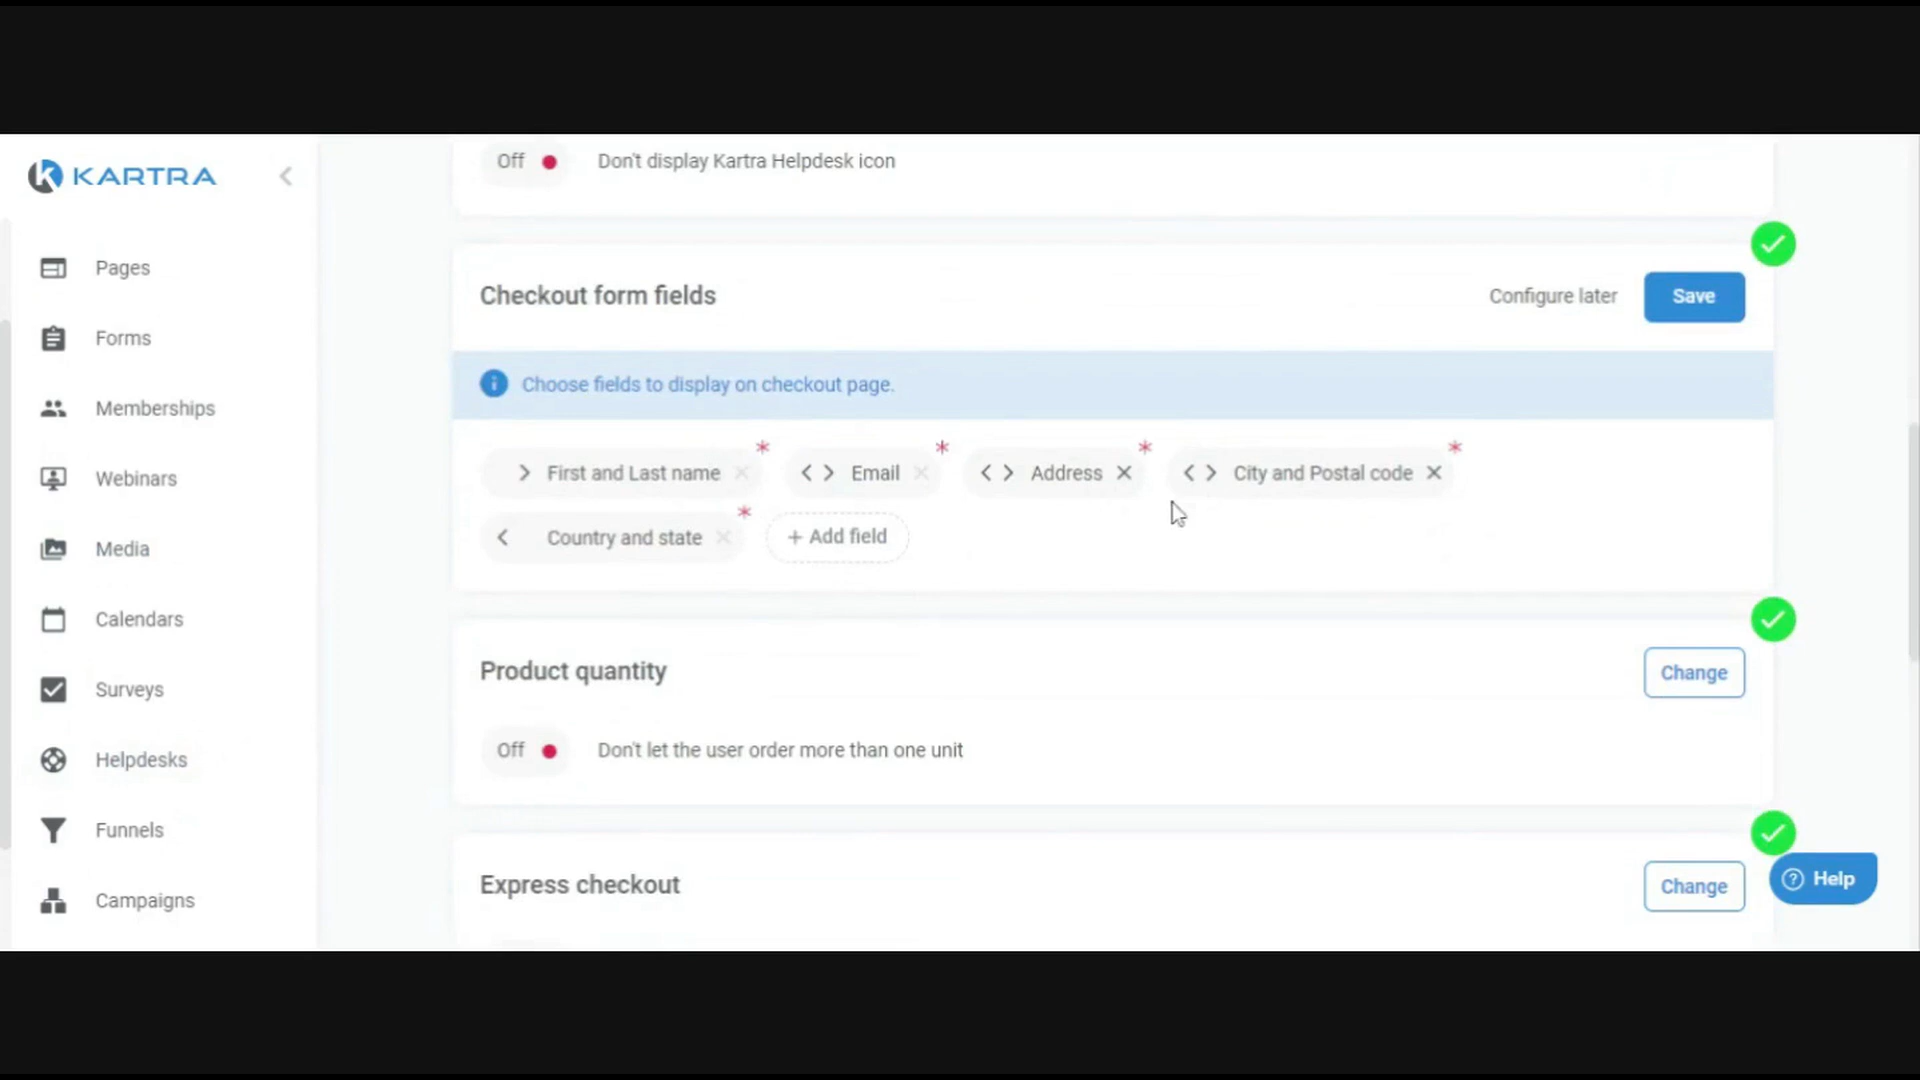 KARTRA
Pages
Forms
Memberships
Webinars
Media
Calendars
Surveys
Helpdesks
Funnels
Campaigns
Off Don't display Kartra Helpdesk icon
Checkout form fields Configure later Save
Choose fields to display on checkout page.
First and Last name * Email * Address * City and Postal code *
Country and state * + Add field
Product quantity Change
Off Don't let the user order more than one unit
Express checkout Change
Help